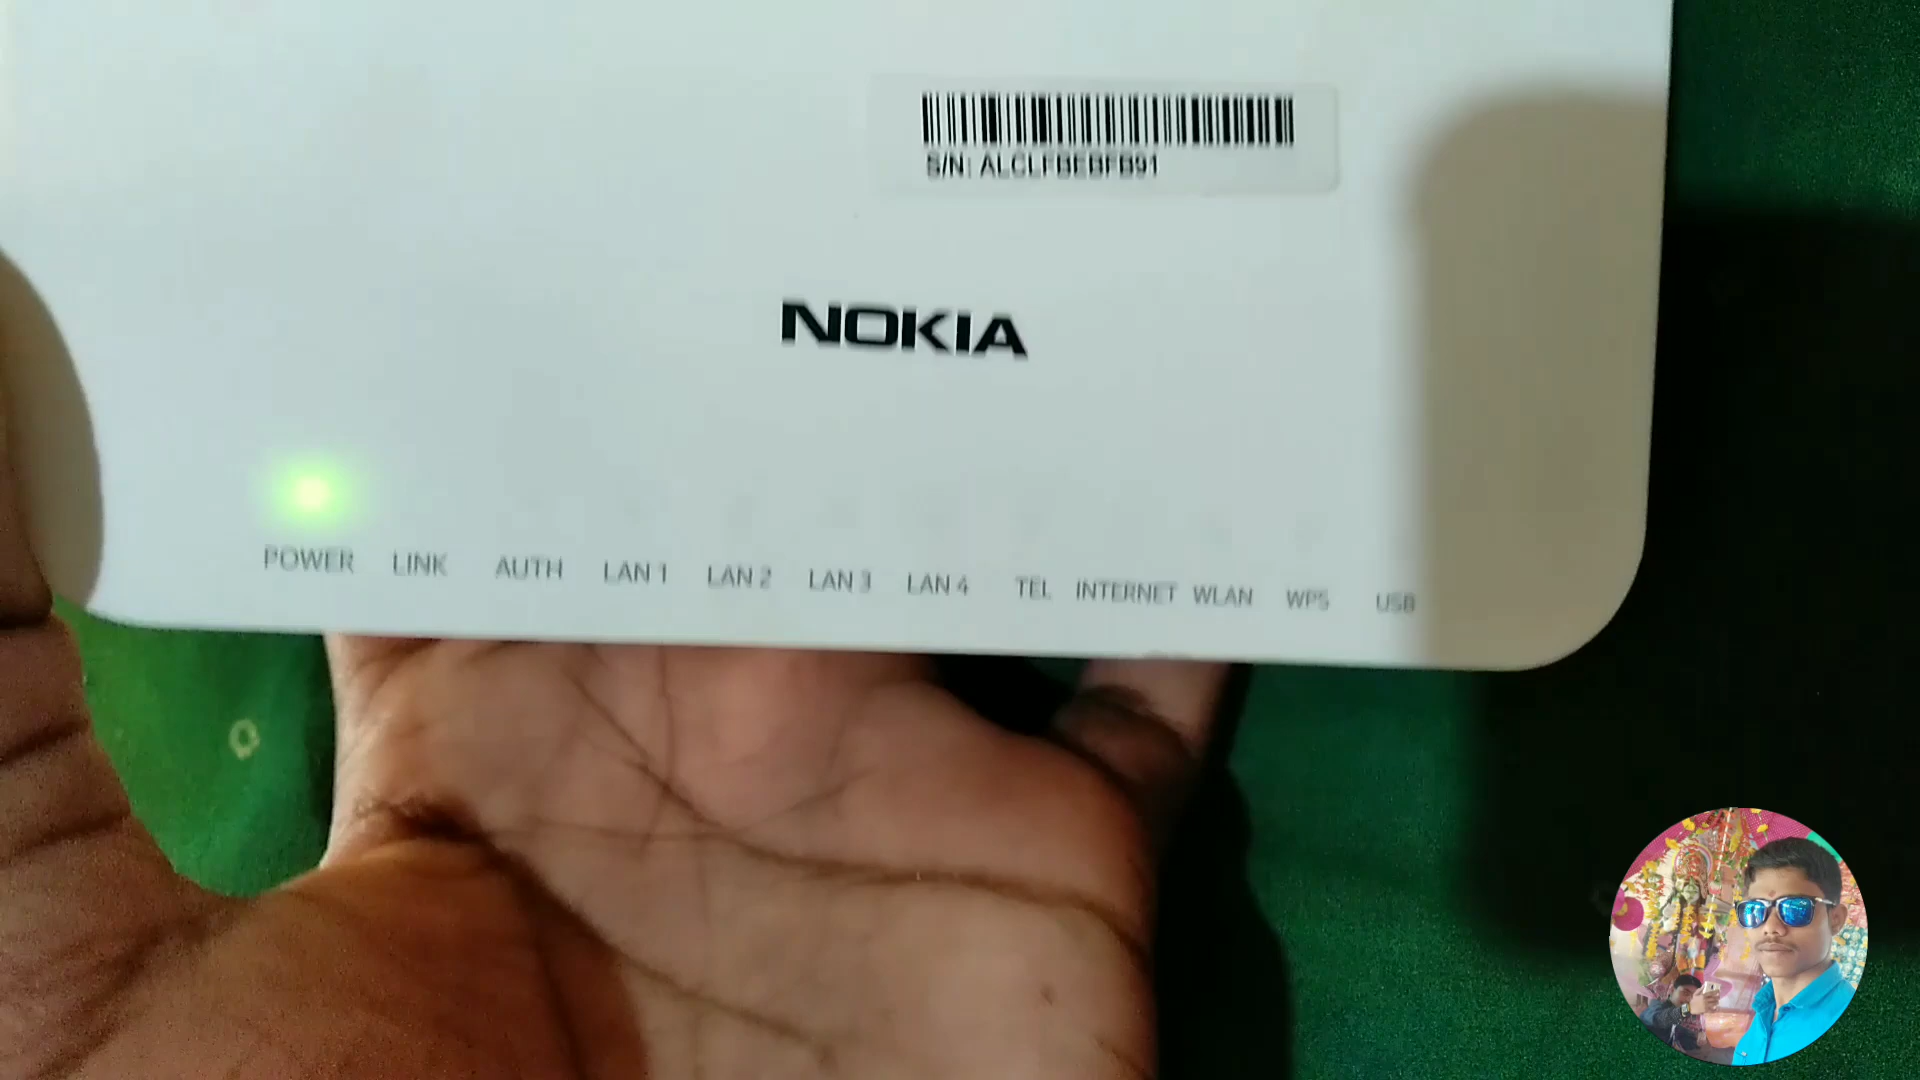 S/N: ALCLFBEBFB91
NOKIA
POWER LINK AUTH LAN 1 LAN 2 LAN 3 LAN 4 TEL INTERNET WLAN WPS USB